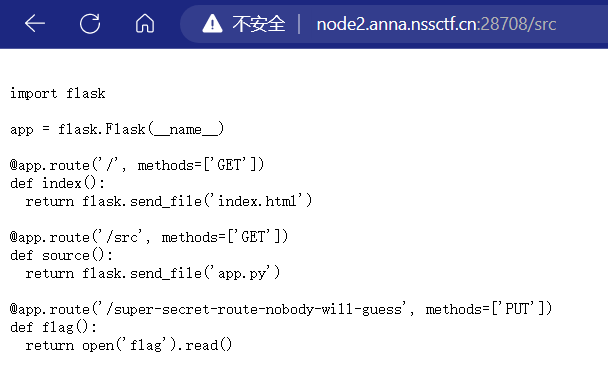 不安全 | node2.anna.nssctf.cn:28708/src
import flask
app = flask.Flask(__name__)
@app.route('/', methods=['GET'])
def index():
  return flask.send_file('index.html')
@app.route('/src', methods=['GET'])
def source():
  return flask.send_file('app.py')
@app.route('/super-secret-route-nobody-will-guess', methods=['PUT'])
def flag():
  return open('flag').read()